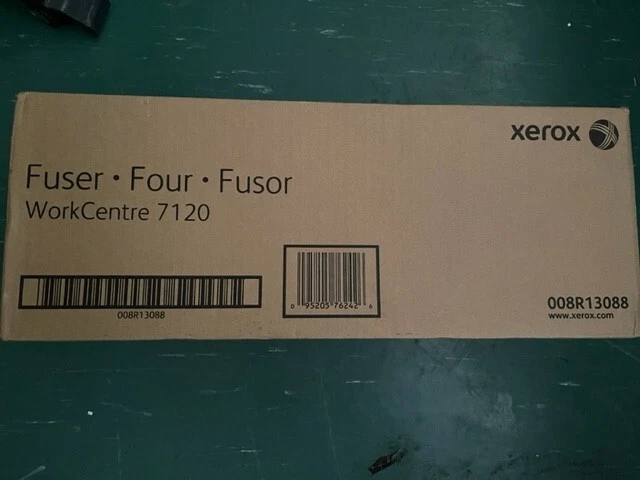 xerox
Fuser • Four • Fusor
WorkCentre 7120
008R13088
0 95205 76242 6
008R13088
www.xerox.com